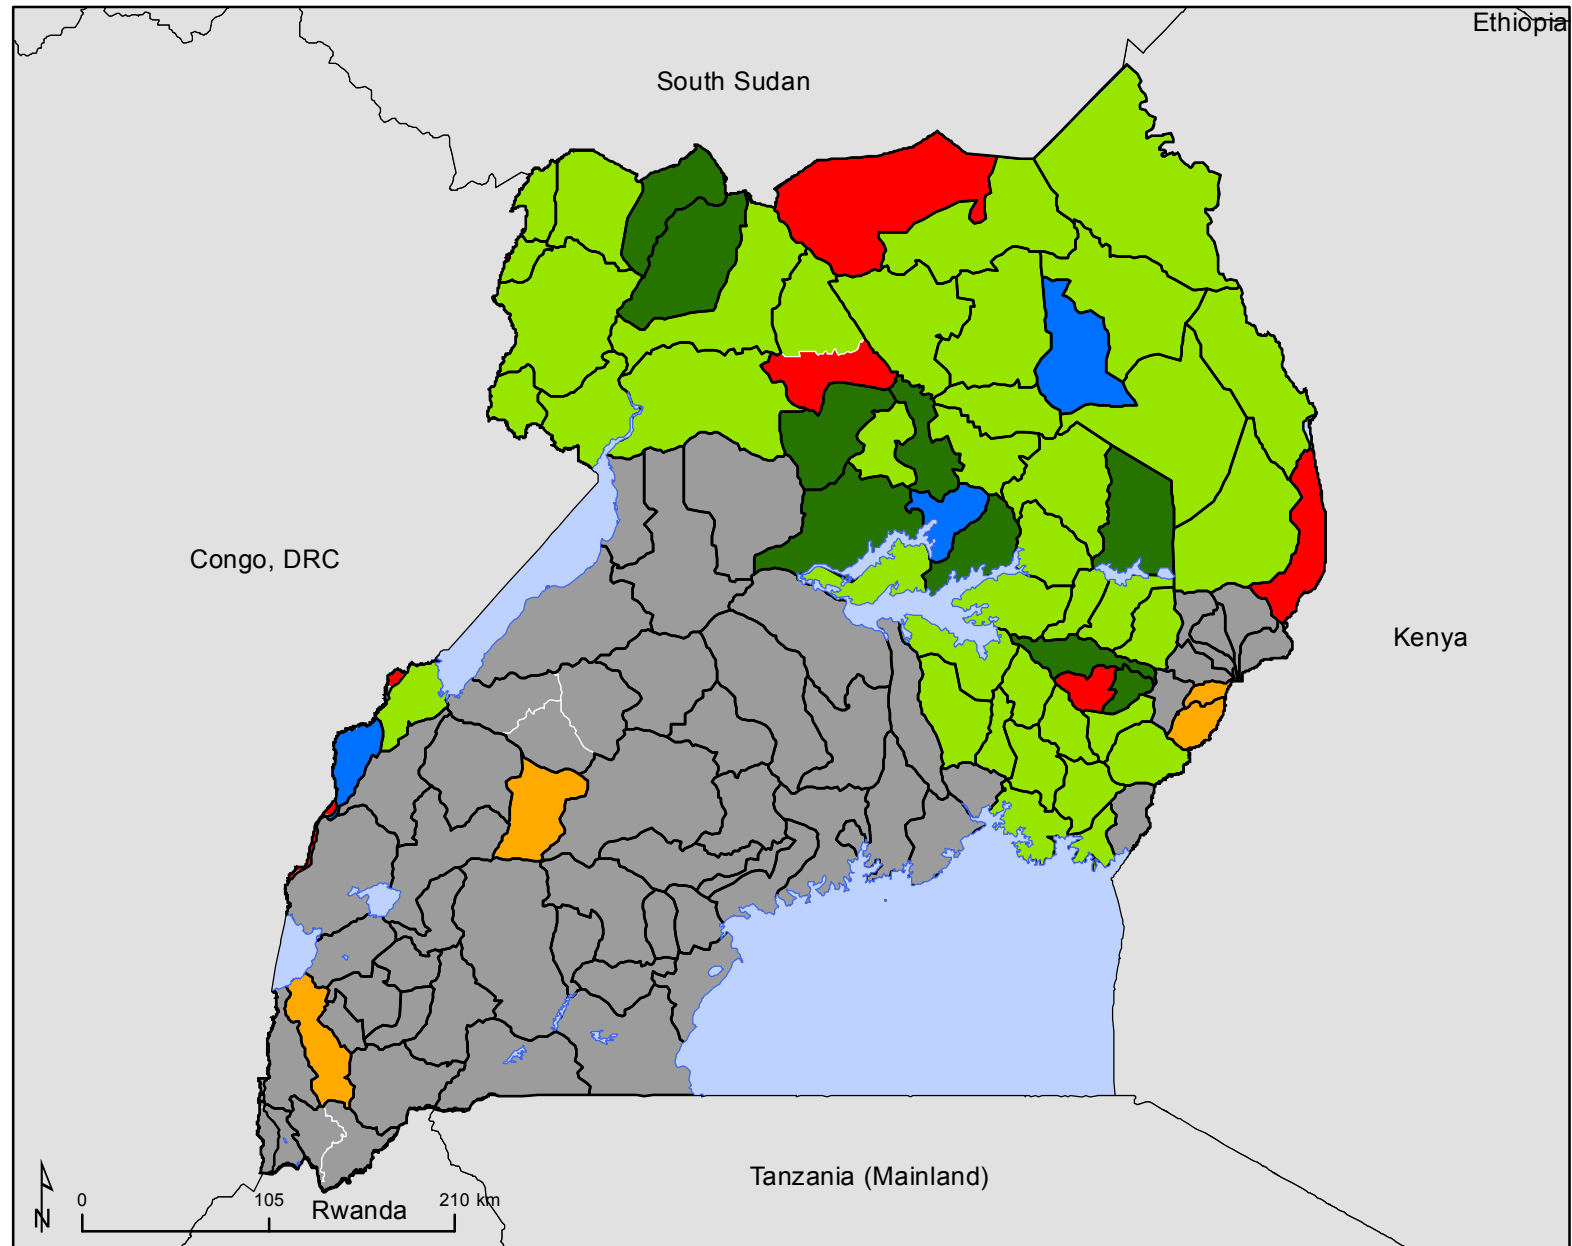 Ethiopia
South Sudan
Congo, DRC
Kenya
Tanzania (Mainland)
0 105 210 km
Rwanda
N